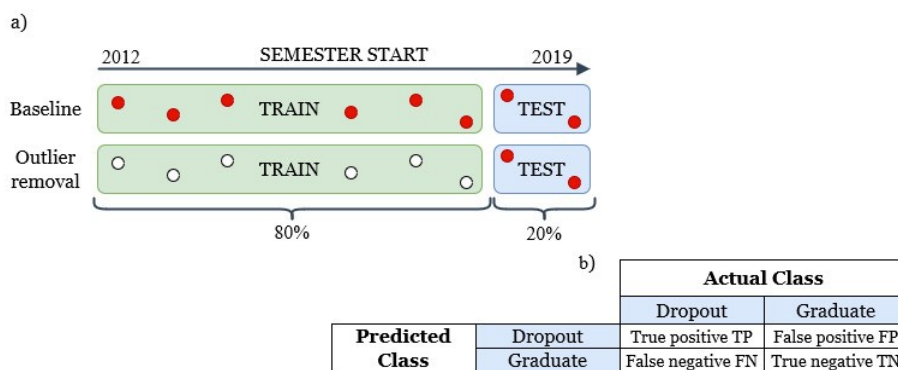 a)
2012 SEMESTER START 2019
Baseline TRAIN TEST
Outlier
removal TRAIN TEST
80% 20%
b)
Actual Class
Dropout Graduate
Predicted Class Dropout True positive TP False positive FP
Graduate False negative FN True negative TN